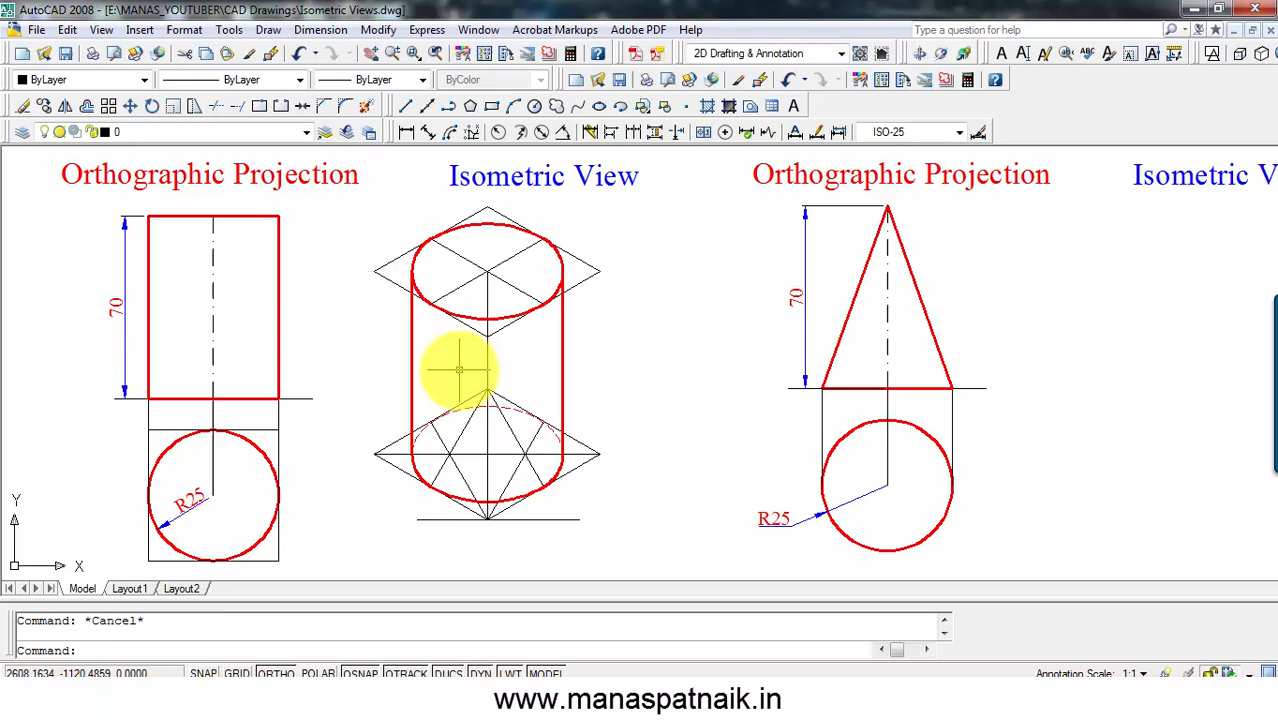 AutoCAD 2008 - [E:\MANAS_YOUTUBER\CAD Drawings\Isometric Views.dwg]
File Edit View Insert Format Tools Draw Dimension Modify Express Window Acrobat Markups Adobe PDF Help
Type a question for help
2D Drafting & Annotation
ByLayer ByLayer ByLayer ByColor
0 ISO-25
Orthographic Projection Isometric View Orthographic Projection Isometric V
70 70
R25 R25
Y
X
Model Layout1 Layout2
Command: *Cancel*
Command:
2608.1634, -1120.4859, 0.0000 SNAP GRID ORTHO POLAR OSNAP OTRACK DUCS DYN LWT MODEL Annotation Scale: 1:1
www.manaspatnaik.in